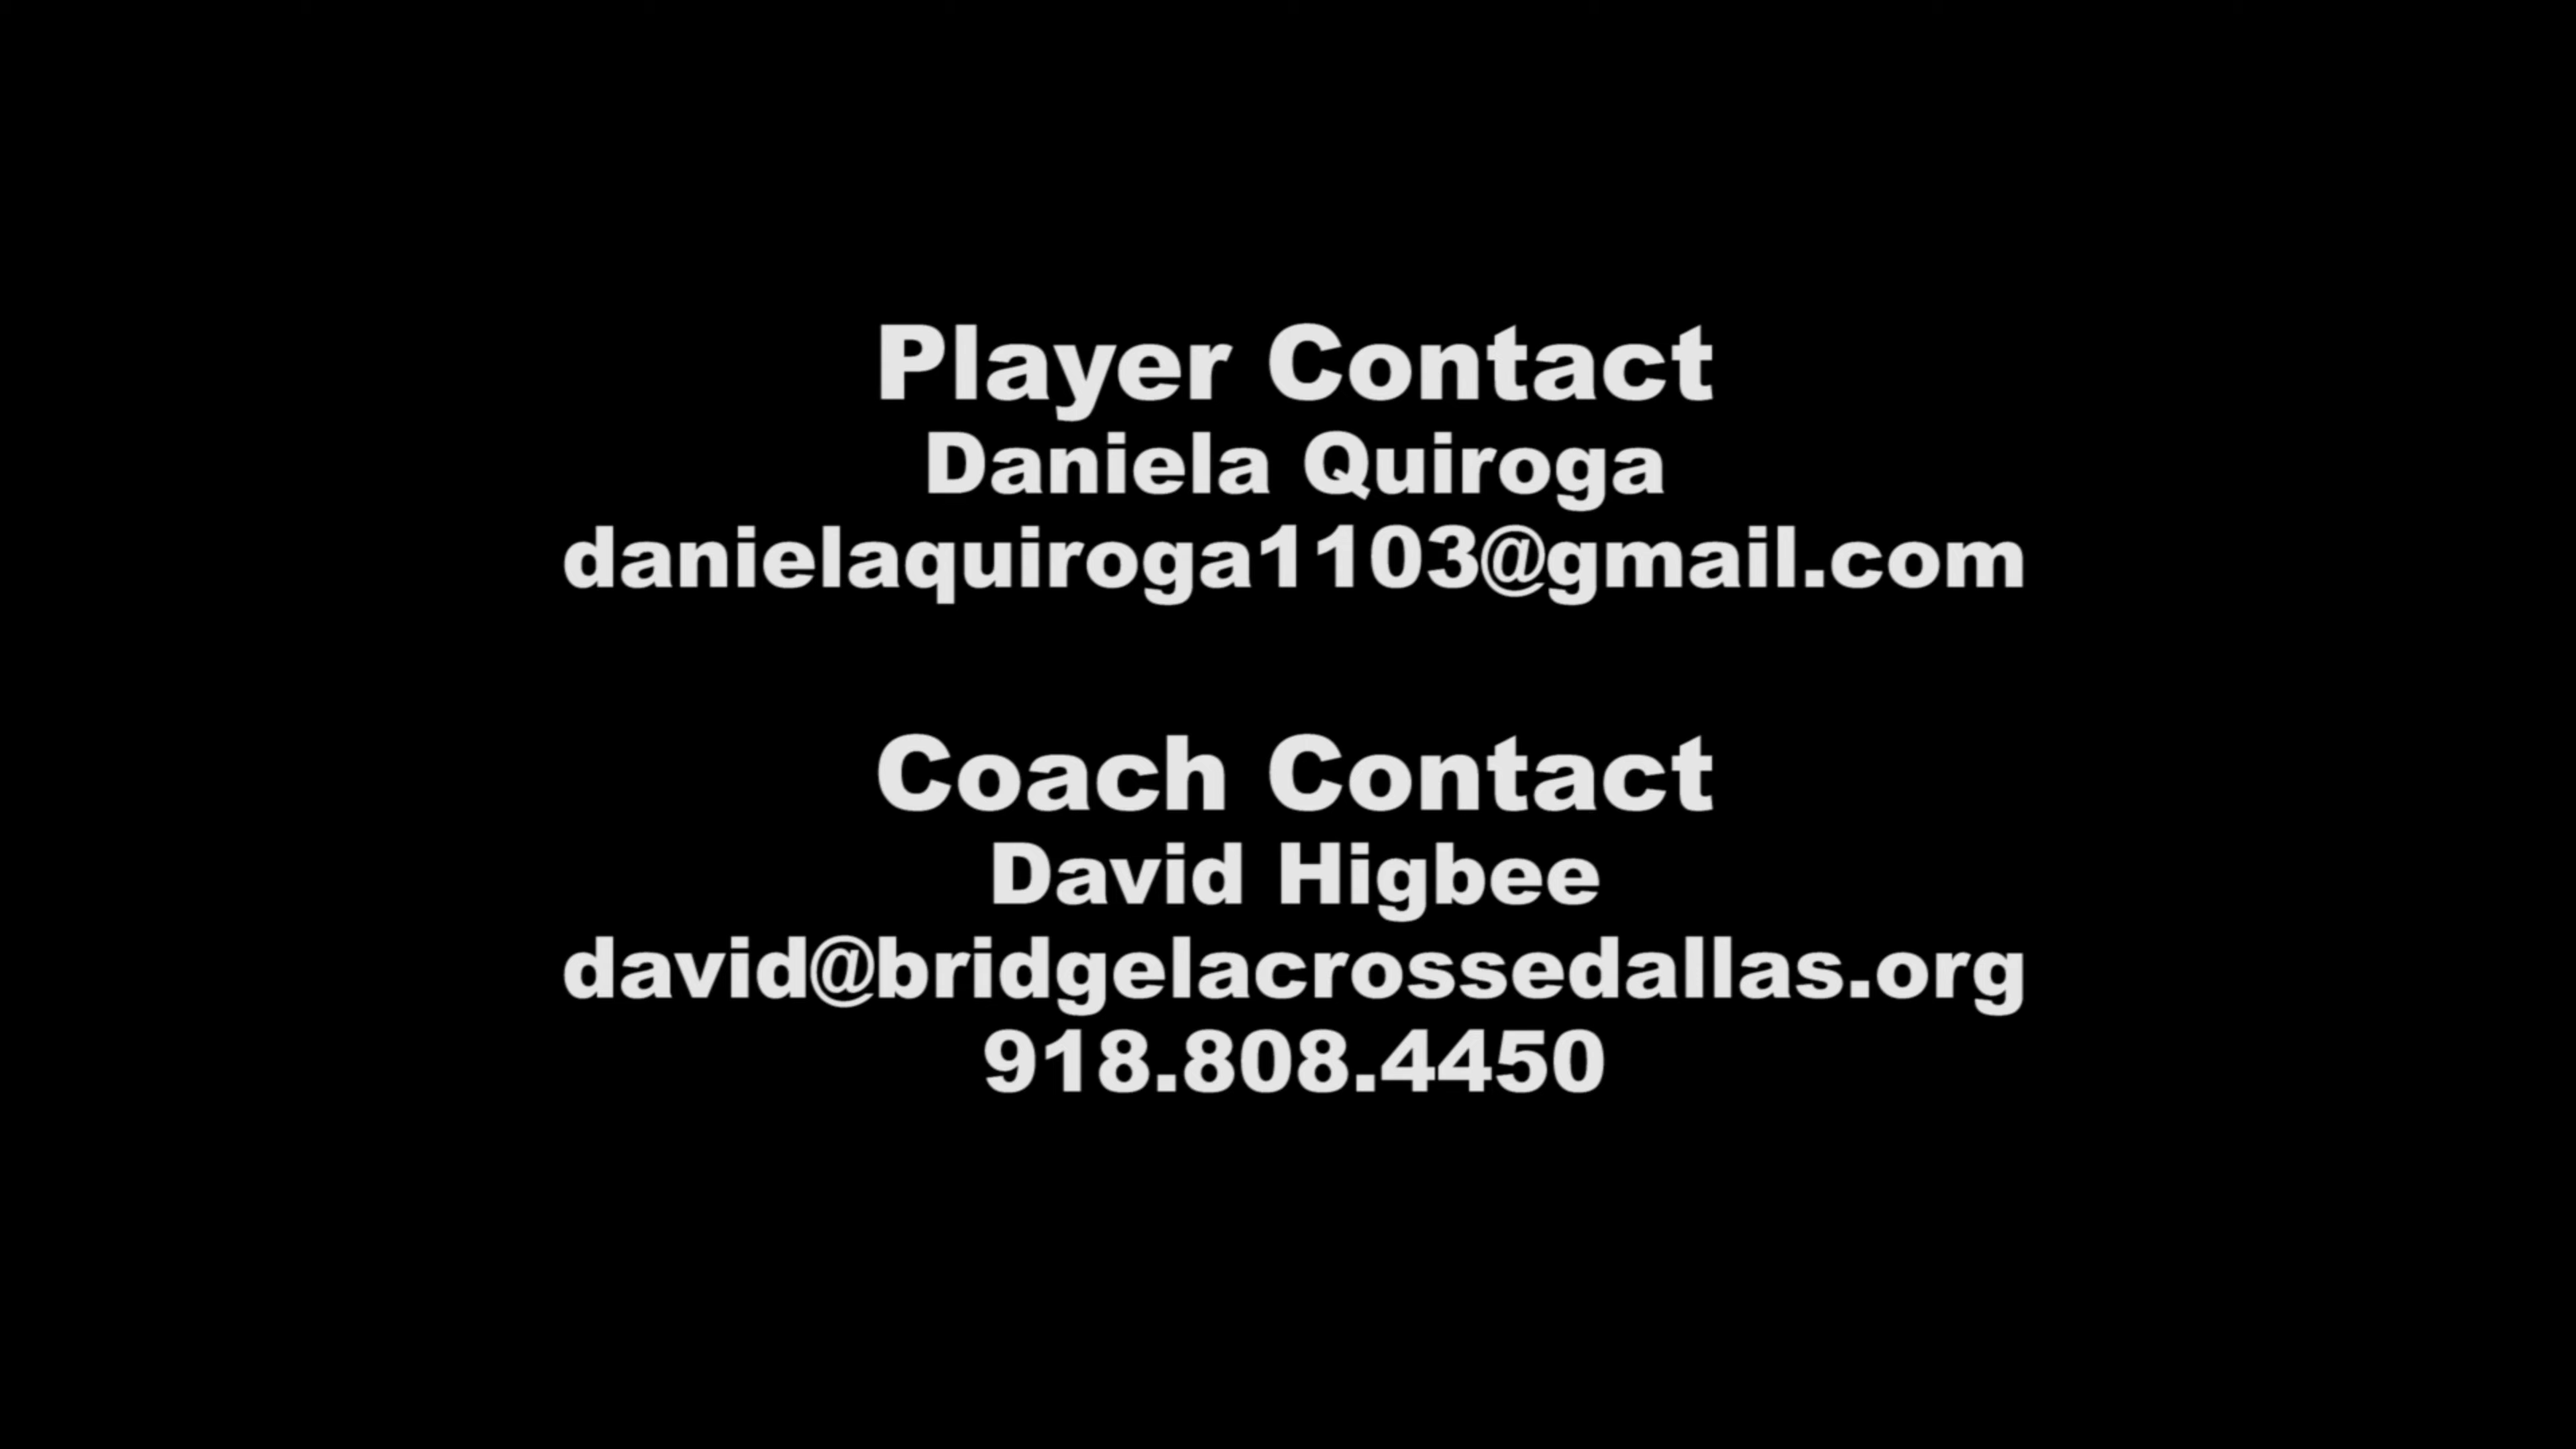 Player Contact
Daniela Quiroga
danielaquiroga1103@gmail.com
Coach Contact
David Higbee
david@bridgelacrossedallas.org
918.808.4450